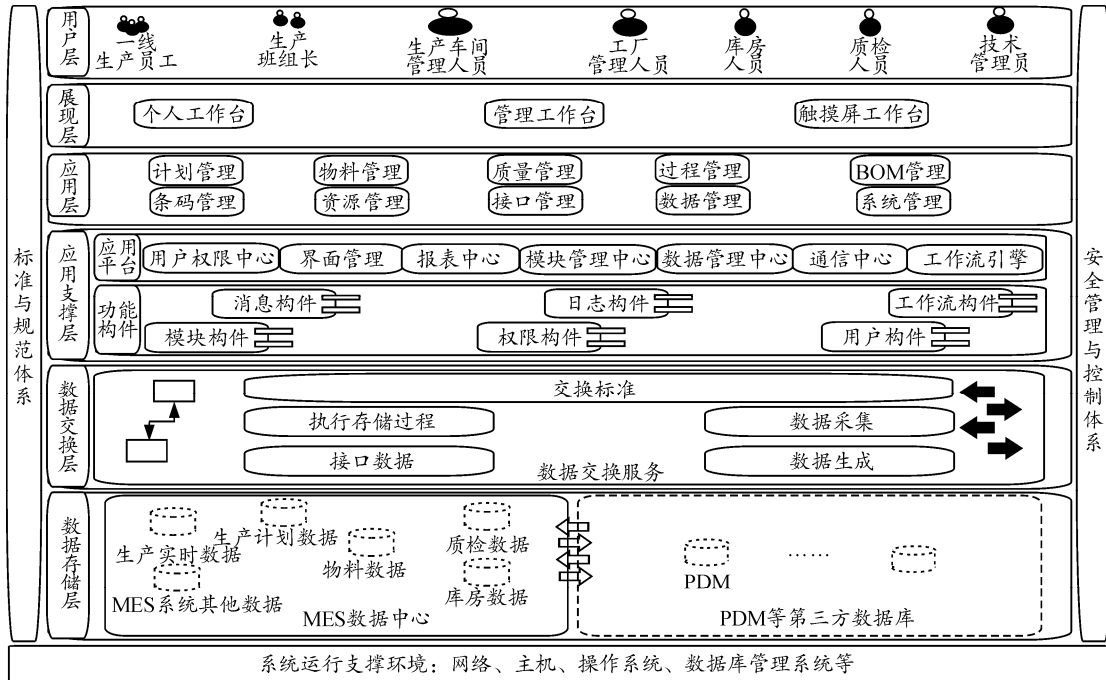 用户层
一线
生产员工
生产
班组长
生产车间
管理人员
工厂
管理人员
库房
人员
质检
人员
技术
管理员
展现层
个人工作台
管理工作台
触摸屏工作台
应用层
计划管理
物料管理
质量管理
过程管理
BOM管理
条码管理
资源管理
接口管理
数据管理
系统管理
标准与规范体系
安全管理与控制体系
应用支撑层
应用
平台
用户权限中心
界面管理
报表中心
模块管理中心
数据管理中心
通信中心
工作流引擎
功能
构件
消息构件
日志构件
工作流构件
模块构件
权限构件
用户构件
数据交换层
交换标准
执行存储过程
数据采集
接口数据
数据生成
数据交换服务
数据存储层
生产实时数据
生产计划数据
物料数据
质检数据
库房数据
MES系统其他数据
MES数据中心
PDM
……
PDM等第三方数据库
系统运行支撑环境：网络、主机、操作系统、数据库管理系统等